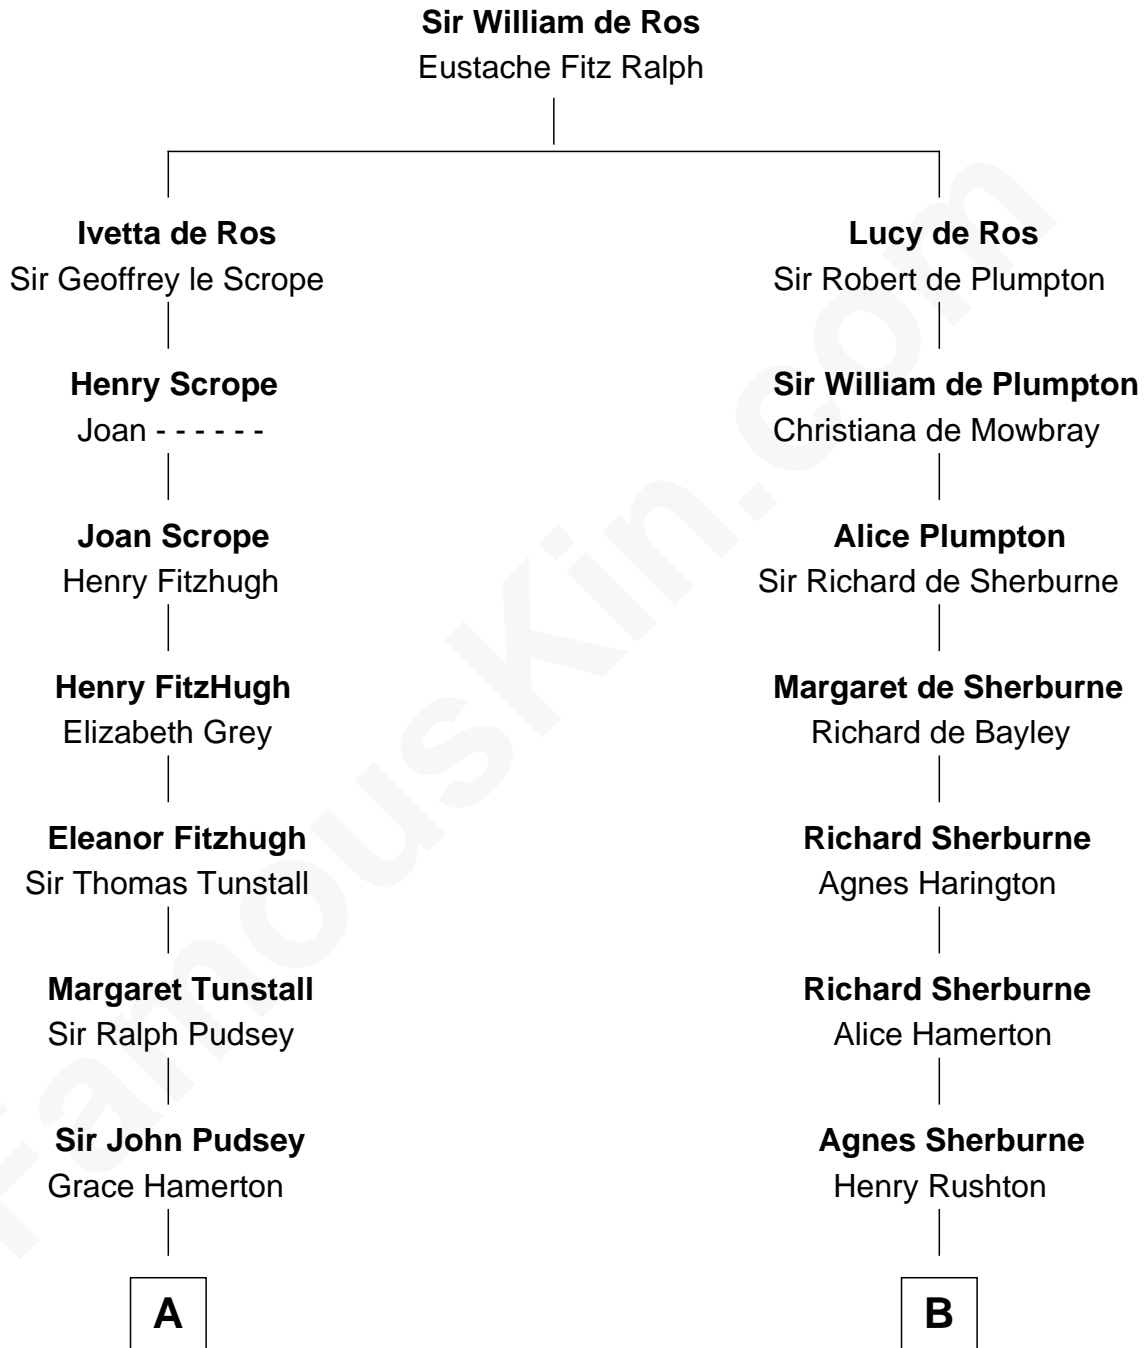 Sir William de Ros
Eustache Fitz Ralph
Ivetta de Ros
Sir Geoffrey le Scrope
Henry Scrope
Joan - - - - - -
Joan Scrope
Henry Fitzhugh
Henry FitzHugh
Elizabeth Grey
Eleanor Fitzhugh
Sir Thomas Tunstall
Margaret Tunstall
Sir Ralph Pudsey
Sir John Pudsey
Grace Hamerton
A
Lucy de Ros
Sir Robert de Plumpton
Sir William de Plumpton
Christiana de Mowbray
Alice Plumpton
Sir Richard de Sherburne
Margaret de Sherburne
Richard de Bayley
Richard Sherburne
Agnes Harington
Richard Sherburne
Alice Hamerton
Agnes Sherburne
Henry Rushton
B
FamousKin.com